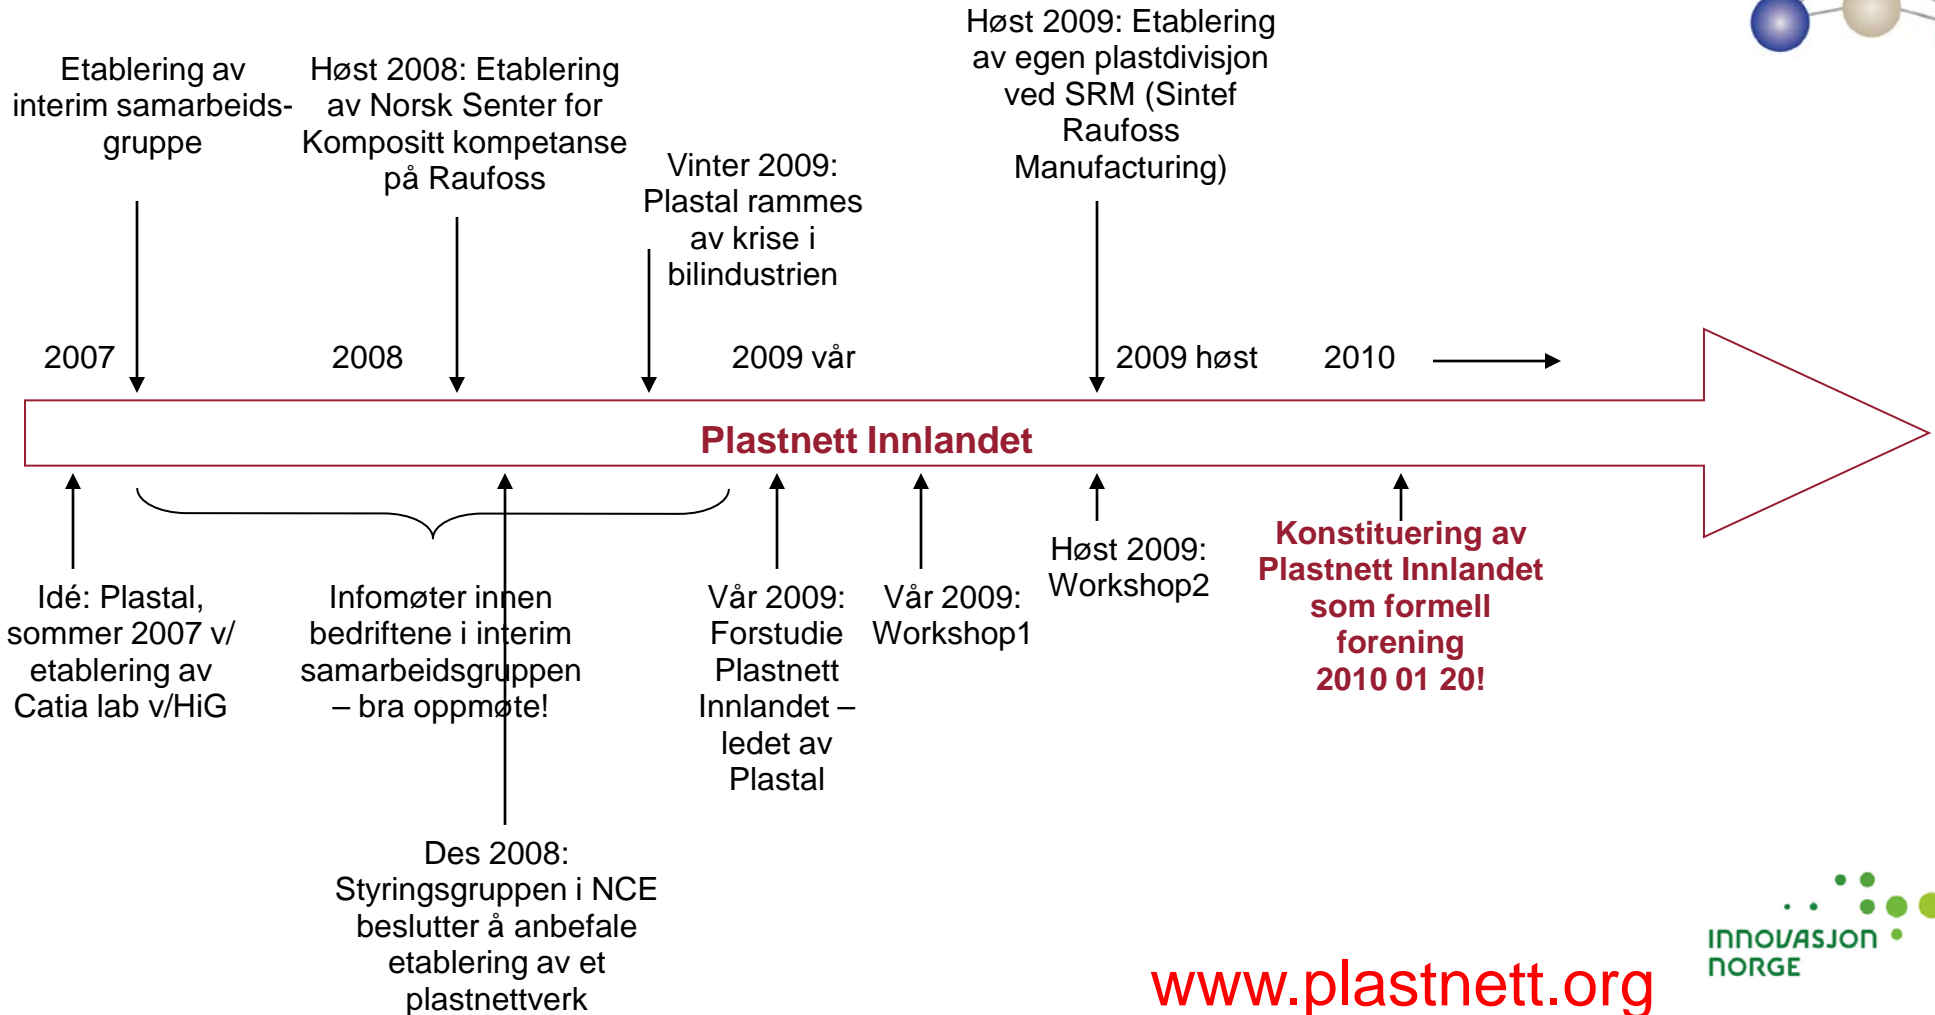 Etablering av
interim samarbeids-
gruppe
Høst 2008: Etablering
av Norsk Senter for
Kompositt kompetanse
på Raufoss
Vinter 2009:
Plastal rammes
av krise i
bilindustrien
Høst 2009: Etablering
av egen plastdivisjon
ved SRM (Sintef
Raufoss
Manufacturing)
2007
2008
2009 vår
2009 høst
2010
Plastnett Innlandet
Idé: Plastal,
sommer 2007 v/
etablering av
Catia lab v/HiG
Infomøter innen
bedriftene i interim
samarbeidsgruppen
– bra oppmøte!
Des 2008:
Styringsgruppen i NCE
beslutter å anbefale
etablering av et
plastnettverk
Vår 2009:
Forstudie
Plastnett
Innlandet –
ledet av
Plastal
Vår 2009:
Workshop1
Høst 2009:
Workshop2
Konstituering av
Plastnett Innlandet
som formell
forening
2010 01 20!
www.plastnett.org
INNOVASJON
NORGE